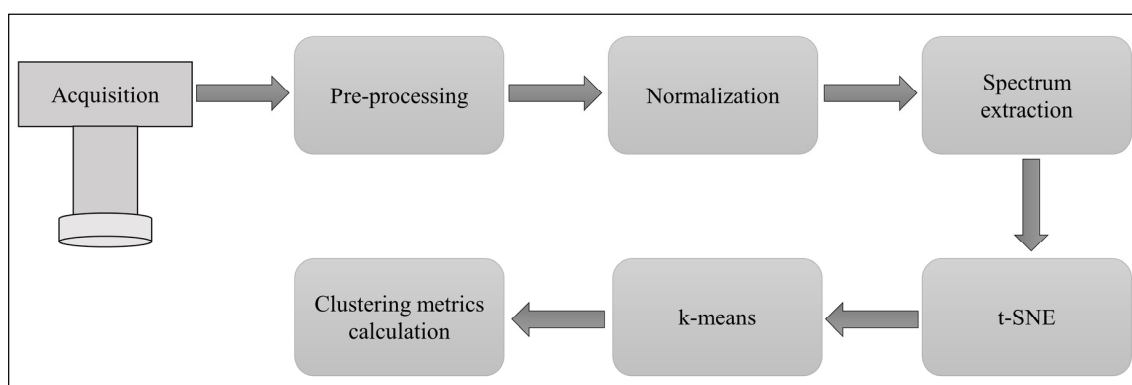 Acquisition
Pre-processing
Normalization
Spectrum
extraction
Clustering metrics
calculation
k-means
t-SNE